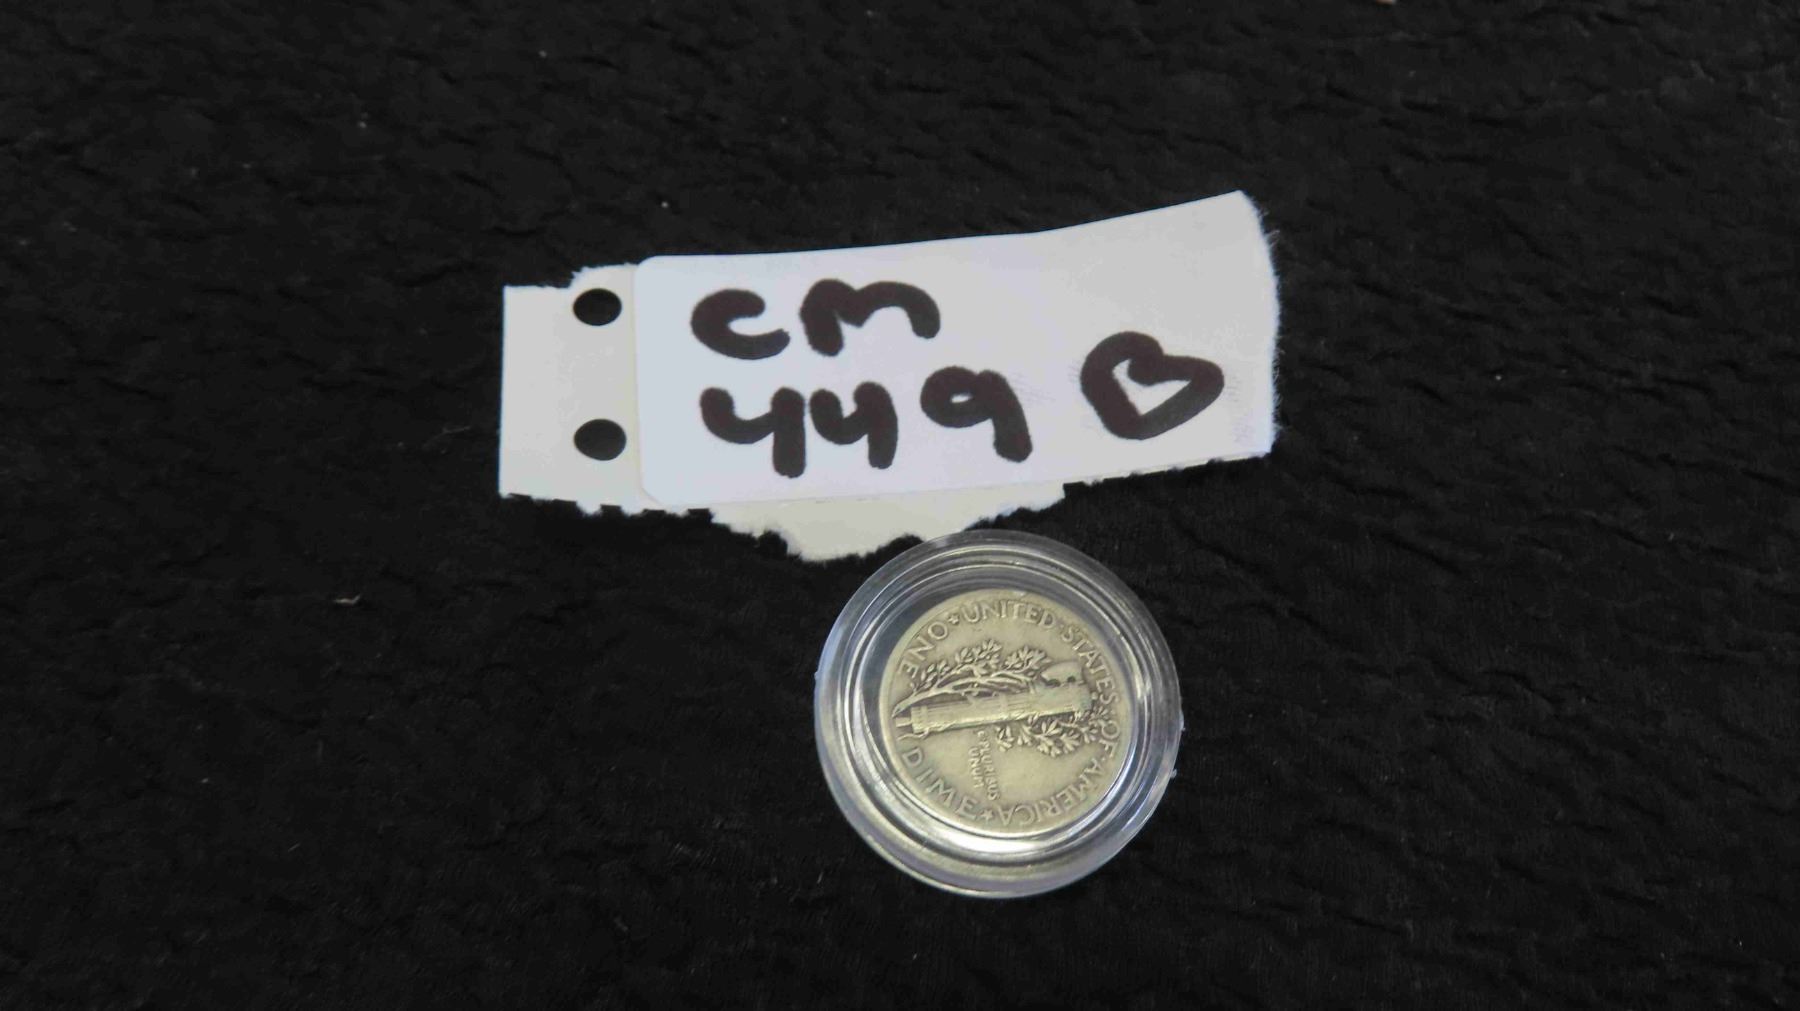 CM
449 B
UNITED·STATES·OF·AMERICA
E·PLURIBUS
UNUM
ONE DIME